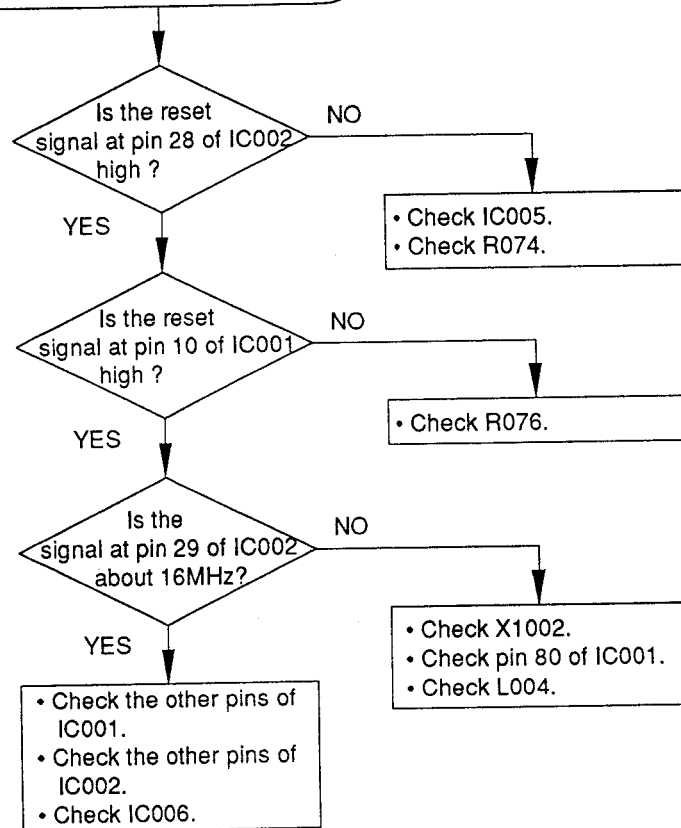 Is the reset
signal at pin 28 of IC002
high ?
NO
YES
• Check IC005.
• Check R074.
Is the reset
signal at pin 10 of IC001
high ?
NO
YES
• Check R076.
Is the
signal at pin 29 of IC002
about 16MHz?
NO
YES
• Check X1002.
• Check pin 80 of IC001.
• Check L004.
• Check the other pins of
IC001.
• Check the other pins of
IC002.
• Check IC006.